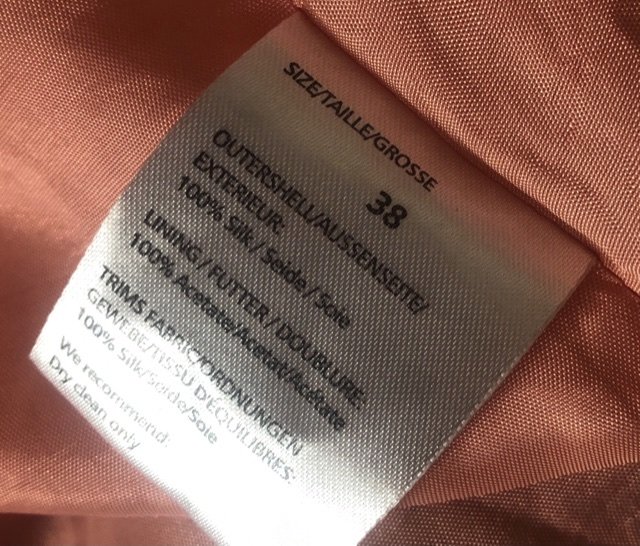 SIZE/TAILLE/GROSSE
38
OUTERSHELL/AUSSENSEITE/
EXTERIEUR:
100% Silk / Seide / Soie
LINING / FUTTER / DOUBLURE:
100% Acetate/Acetat/Acétate
TRIMS FABRIC/ORDNUNGEN
GEWEBE/TISSU D'ÉQUILIBRES:
100% Silk/Seide/Soie
We recommend:
Dry clean only